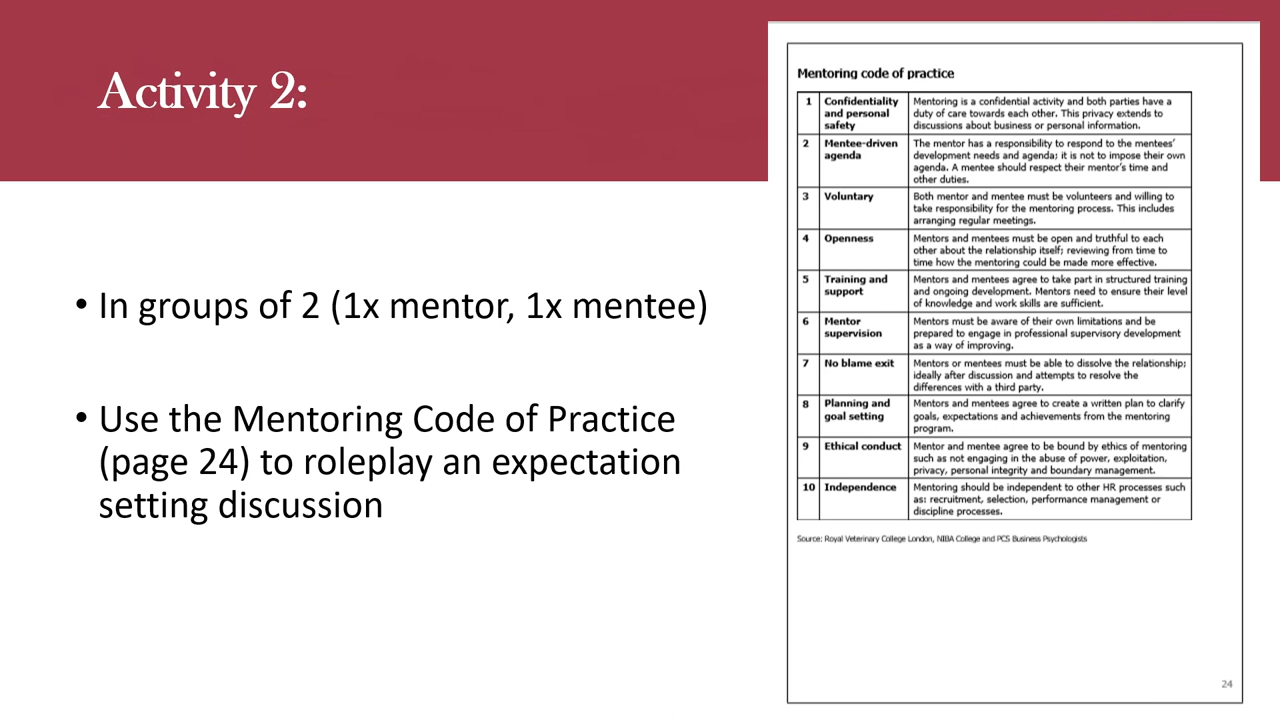 Activity 2:
• In groups of 2 (1x mentor, 1x mentee)
• Use the Mentoring Code of Practice
(page 24) to roleplay an expectation
setting discussion
Mentoring code of practice
1 Confidentiality and personal safety
Mentoring is a confidential activity and both parties have a
duty of care towards each other. This privacy extends to
discussions about business or personal information.
2 Mentee-driven agenda
The mentor has a responsibility to respond to the mentees'
development needs and agenda; it is not to impose their own
agenda. A mentee should respect their mentor's time and
other duties.
3 Voluntary
Both mentor and mentee must be volunteers and willing to
take responsibility for the mentoring process. This includes
arranging regular meetings.
4 Openness
Mentors and mentees must be open and truthful to each
other about the relationship itself; reviewing from time to
time how the mentoring could be made more effective.
5 Training and support
Mentors and mentees agree to take part in structured training
and ongoing development. Mentors need to ensure their level
of knowledge and work skills are sufficient.
6 Mentor supervision
Mentors must be aware of their own limitations and be
prepared to engage in professional supervisory development
as a way of improving.
7 No blame exit
Mentors or mentees must be able to dissolve the relationship;
ideally after discussion and attempts to resolve the
differences with a third party.
8 Planning and goal setting
Mentors and mentees agree to create a written plan to clarify
goals, expectations and achievements from the mentoring
program.
9 Ethical conduct
Mentor and mentee agree to be bound by ethics of mentoring
such as not engaging in the abuse of power, exploitation,
privacy, personal integrity and boundary management.
10 Independence
Mentoring should be independent to other HR processes such
as: recruitment, selection, performance management or
discipline processes.
Source: Royal Veterinary College London, NIBA College and PCS Business Psychologists
24